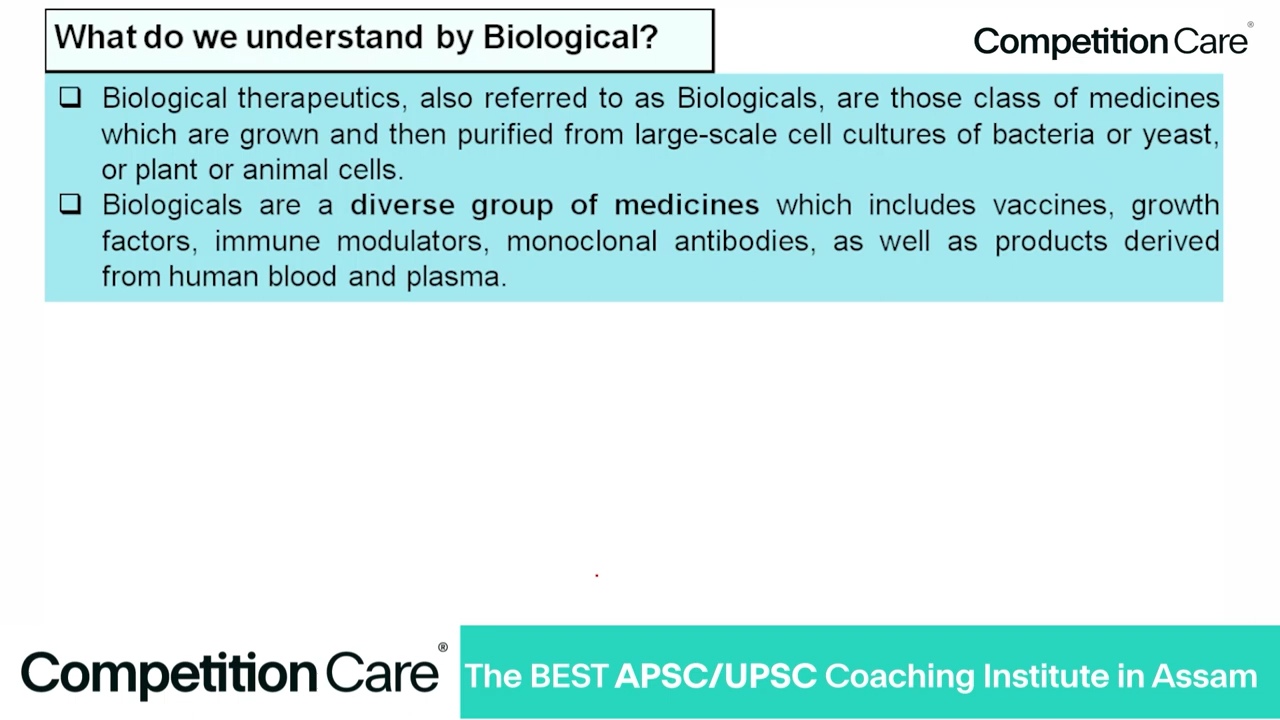 What do we understand by Biological?
Competition Care®
❑ Biological therapeutics, also referred to as Biologicals, are those class of medicines
which are grown and then purified from large-scale cell cultures of bacteria or yeast,
or plant or animal cells.
❑ Biologicals are a diverse group of medicines which includes vaccines, growth
factors, immune modulators, monoclonal antibodies, as well as products derived
from human blood and plasma.
Competition Care®
The BEST APSC/UPSC Coaching Institute in Assam